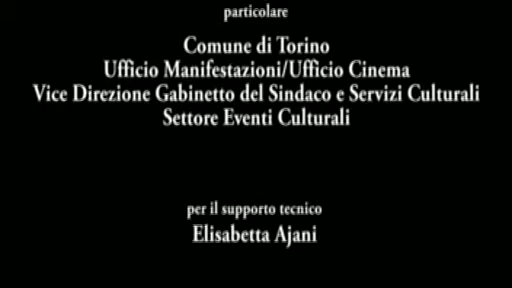 particolare
Comune di Torino
Ufficio Manifestazioni/Ufficio Cinema
Vice Direzione Gabinetto del Sindaco e Servizi Culturali
Settore Eventi Culturali
per il supporto tecnico
Elisabetta Ajani